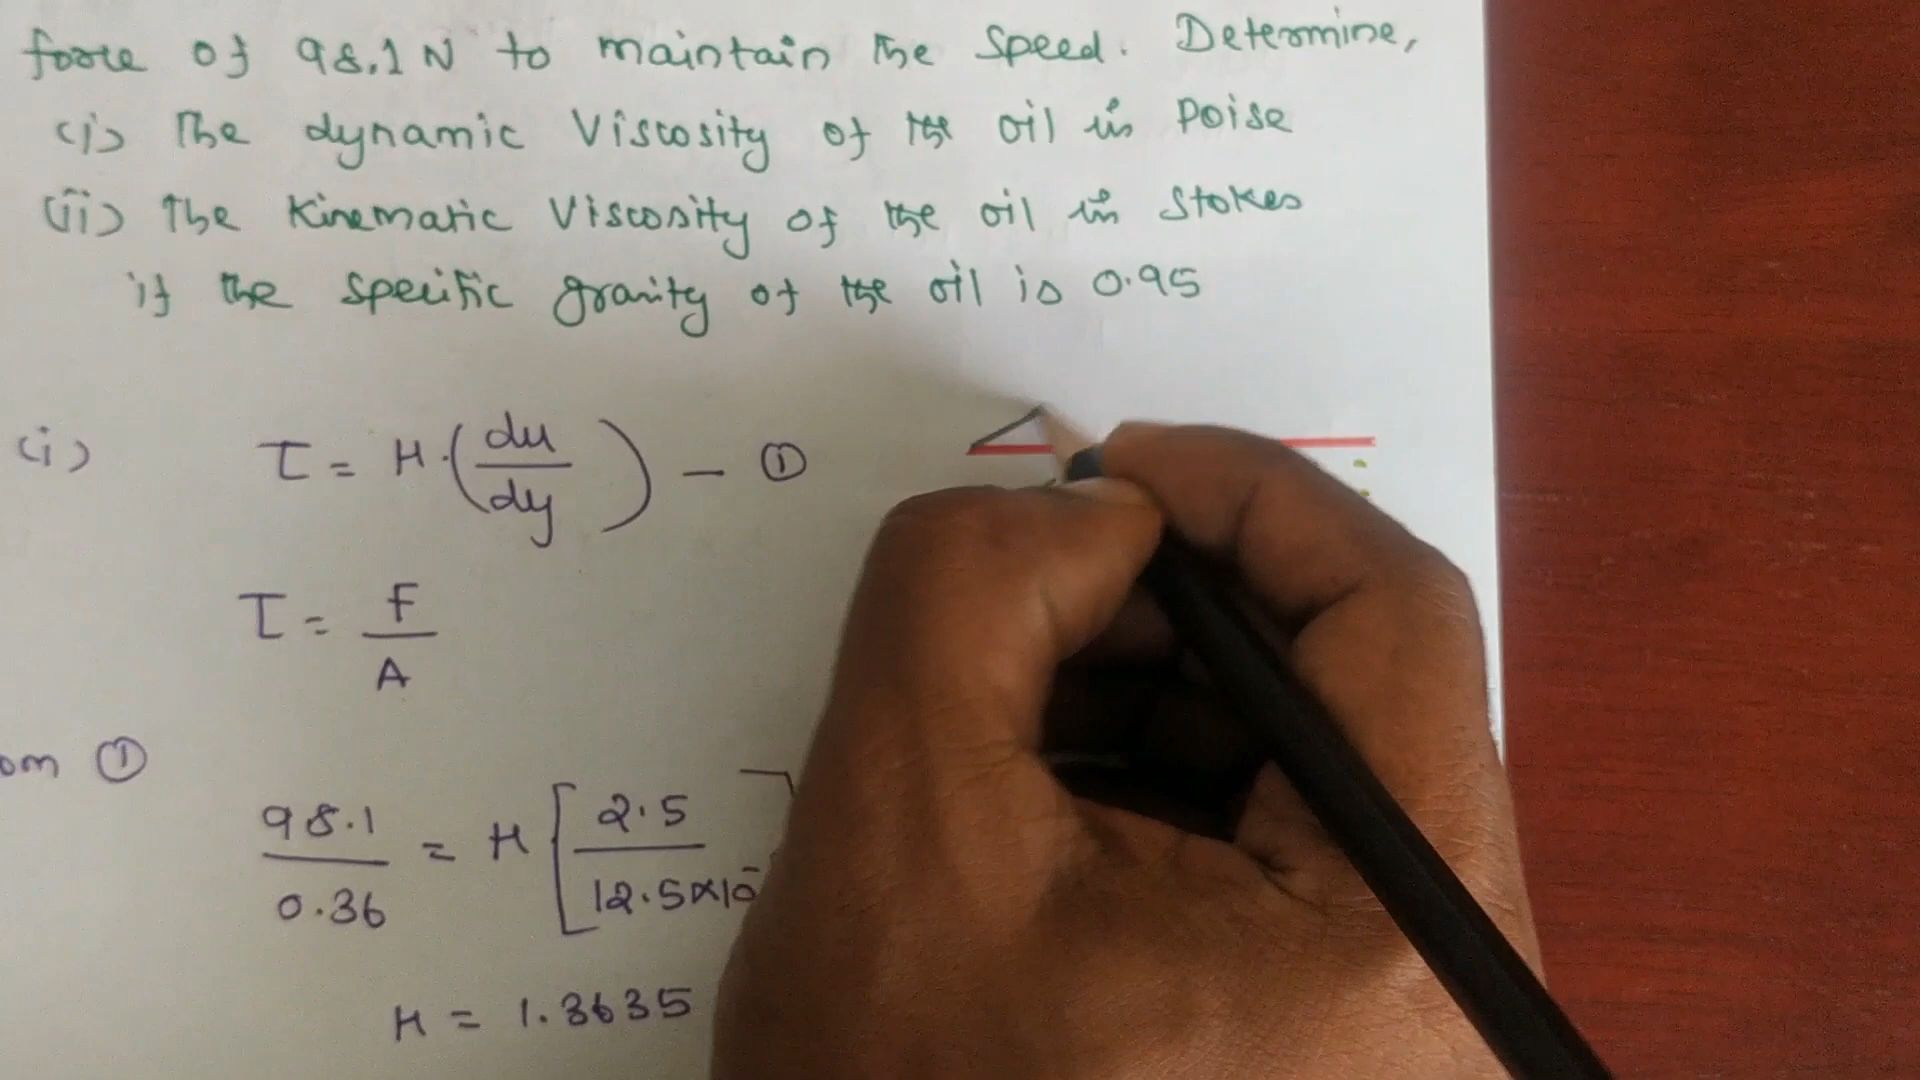 force of 98.1 N to maintain the speed. Determine,
(i) The dynamic Viscosity of the oil in Poise
(ii) The Kinematic Viscosity of the oil in Stokes
if the specific gravity of the oil is 0.95
(i) τ = μ.(du/dy) - ①
τ = F/A
om ①
98.1/0.36 = μ [2.5/12.5×10⁻
μ = 1.3635